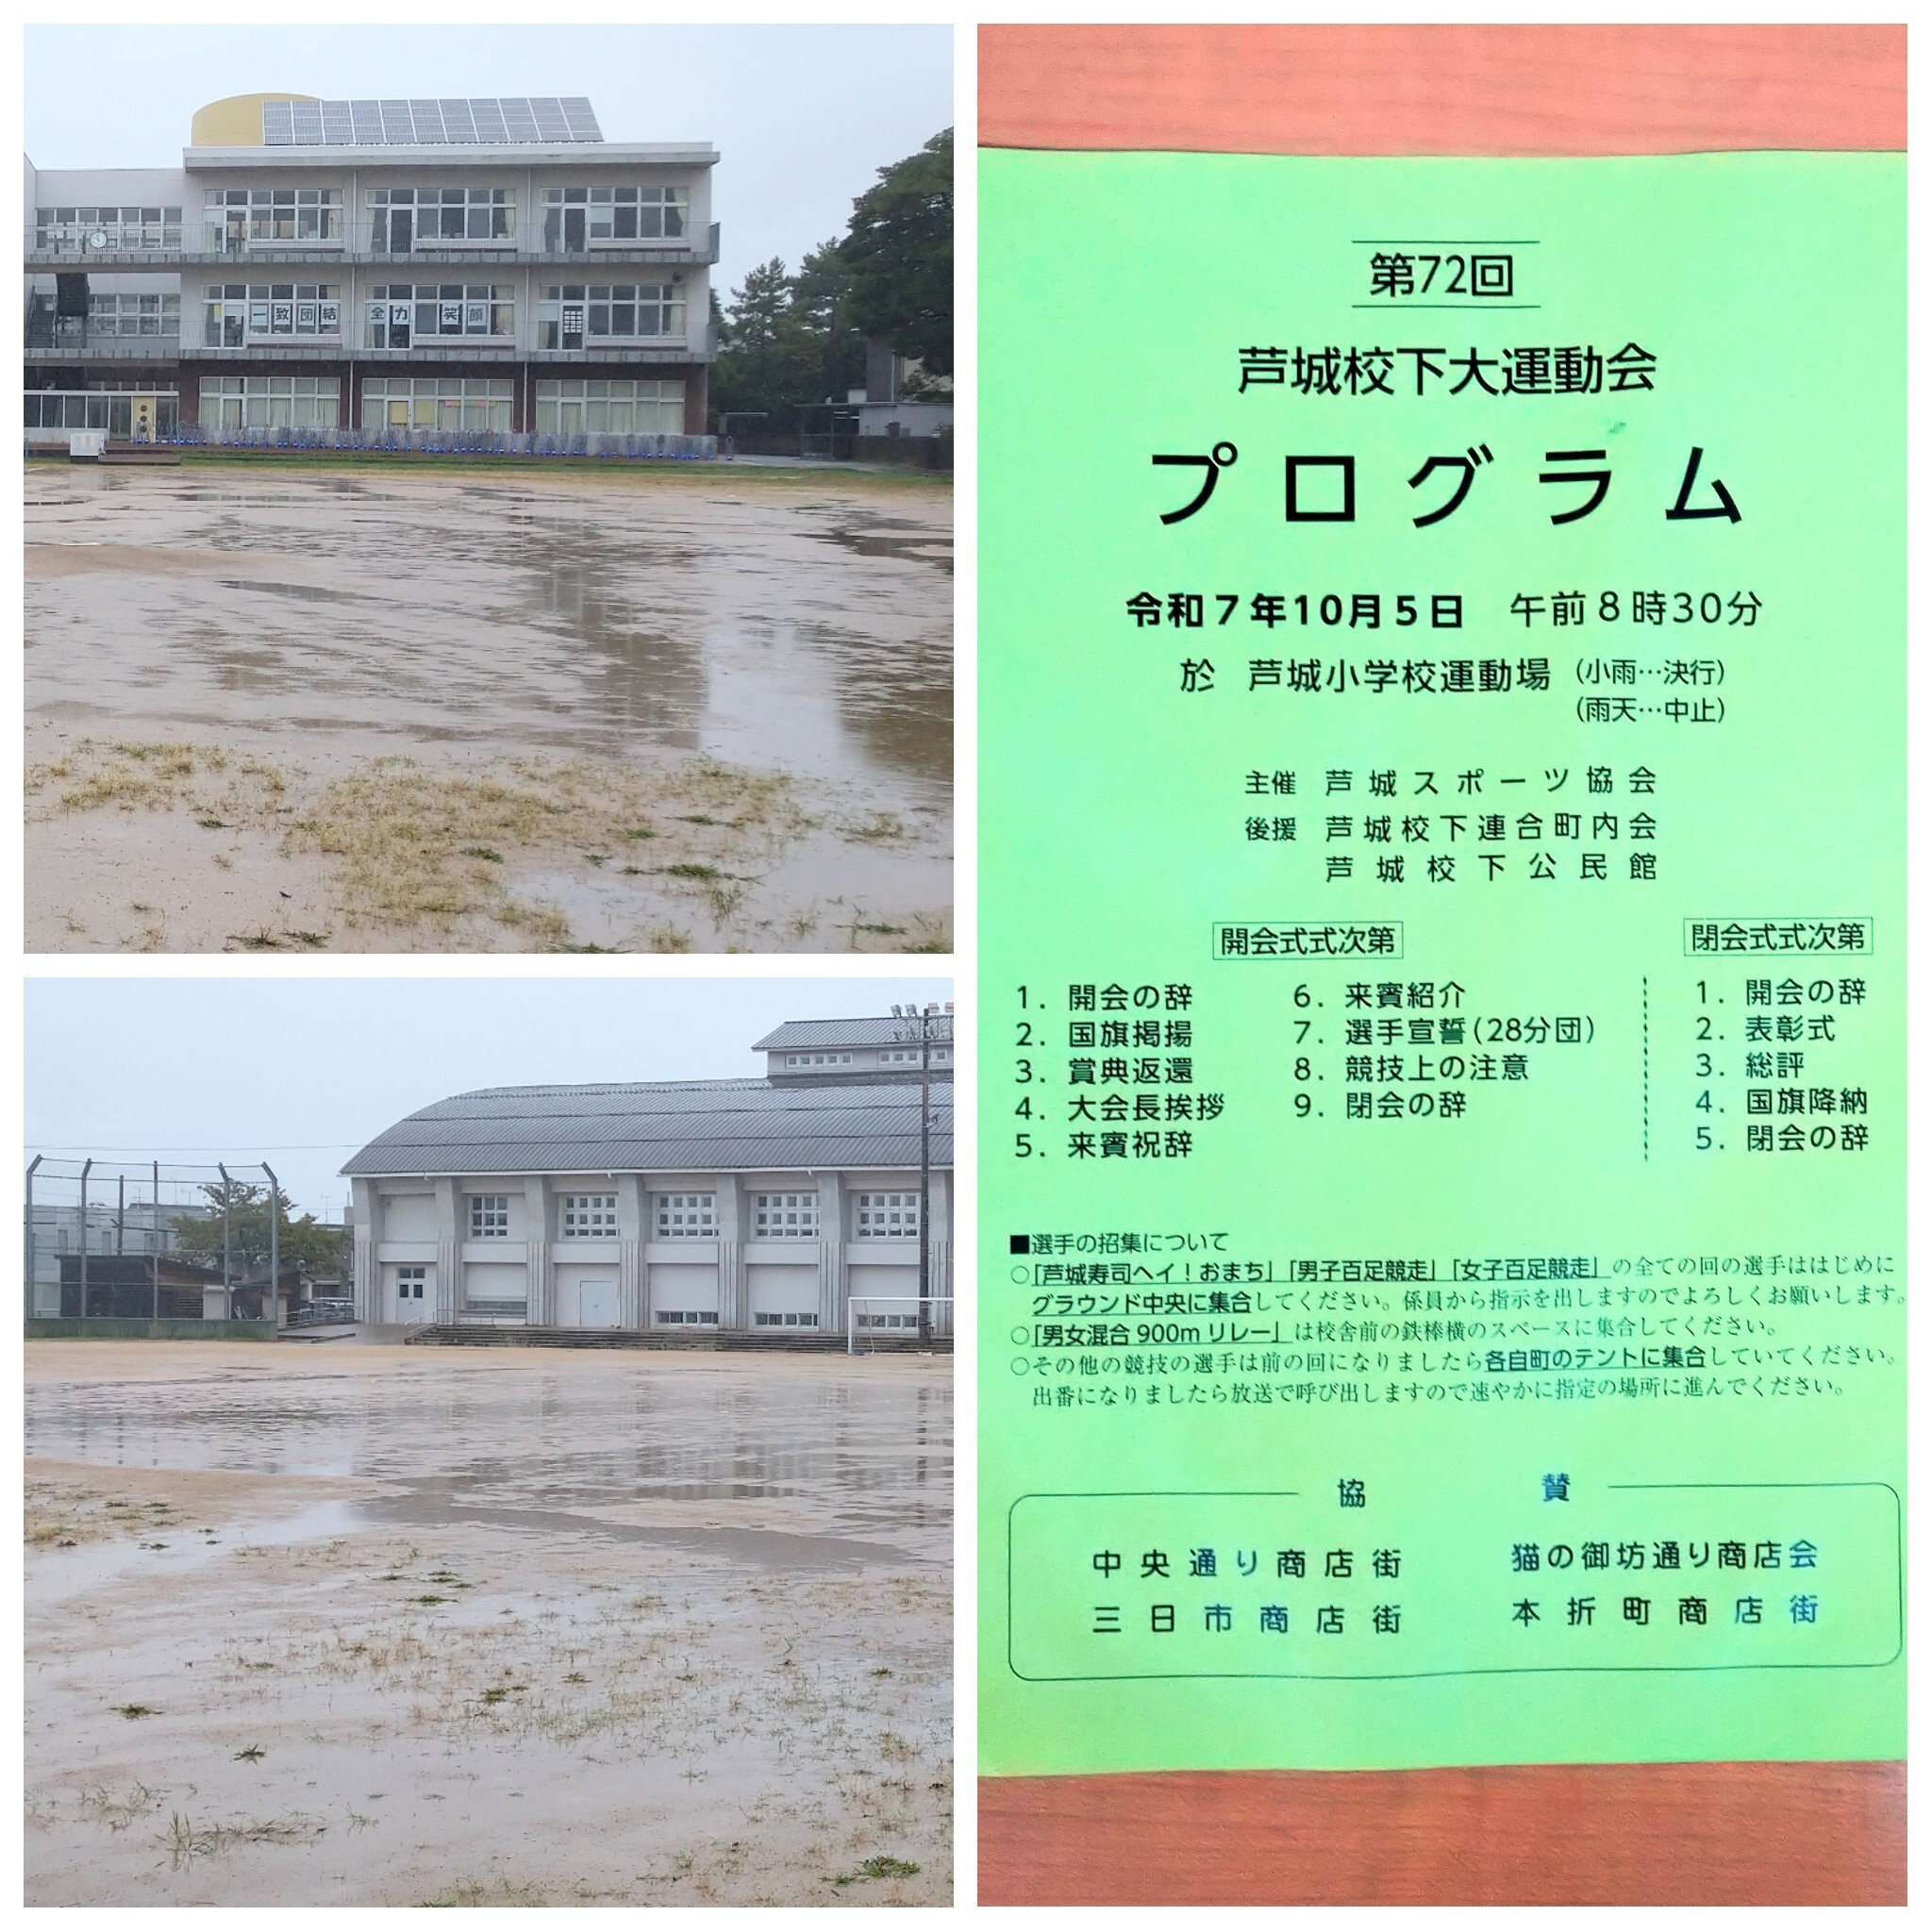 一致団結 全力 笑顔
第72回
芦城校下大運動会
プログラム
令和7年10月5日 午前8時30分
於 芦城小学校運動場 (小雨…決行)
(雨天…中止)
主催 芦城スポーツ協会
後援 芦城校下連合町内会
芦城校下公民館
開会式式次第
1. 開会の辞
2. 国旗掲揚
3. 賞典返還
4. 大会長挨拶
5. 来賓祝辞
6. 来賓紹介
7. 選手宣誓(28分団)
8. 競技上の注意
9. 閉会の辞
閉会式式次第
1. 開会の辞
2. 表彰式
3. 総評
4. 国旗降納
5. 閉会の辞
■選手の招集について
○「芦城寿司ヘイ！おまち」「男子百足競走」「女子百足競走」の全ての回の選手ははじめに
グラウンド中央に集合してください。係員から指示を出しますのでよろしくお願いします。
○「男女混合900mリレー」は校舎前の鉄棒横のスペースに集合してください。
○その他の競技の選手は前の回になりましたら各自町のテントに集合していてください。
出番になりましたら放送で呼び出しますので速やかに指定の場所に進んでください。
協賛
中央通り商店街 猫の御坊通り商店会
三日市商店街 本折町商店街